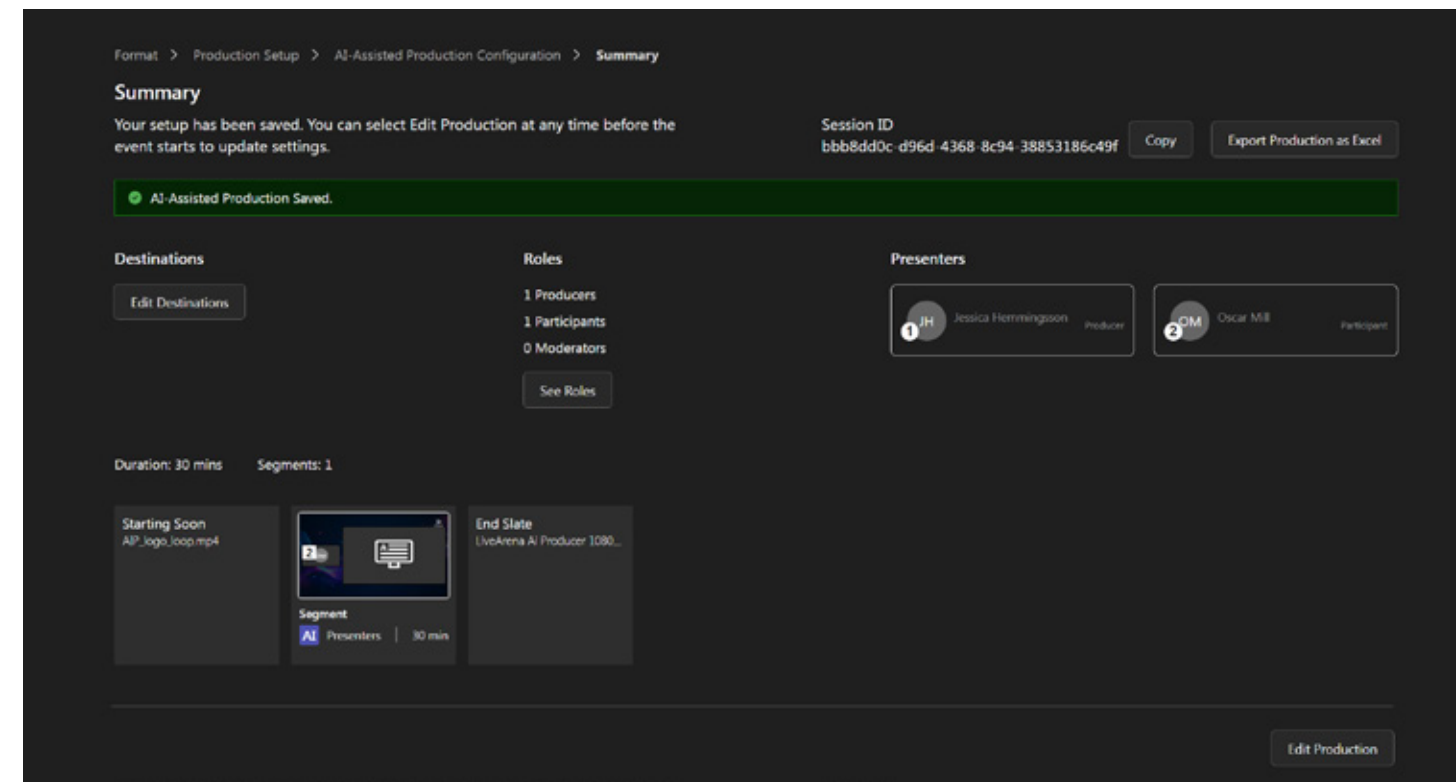 Format > Production Setup > AI-Assisted Production Configuration > Summary
Summary
Your setup has been saved. You can select Edit Production at any time before the
event starts to update settings.
Session ID
bbb8dd0c-d96d-4368-8c94-38853186c49f
Copy
Export Production as Excel
AI-Assisted Production Saved.
Destinations
Edit Destinations
Roles
1 Producers
1 Participants
0 Moderators
See Roles
Presenters
1 JH Jessica Hemmingsson Producer
2 OM Oscar Mill Participant
Duration: 30 mins Segments: 1
Starting Soon
AIP_logo_loop.mp4
2
Segment
AI Presenters | 30 min
End Slate
LiveArena AI Producer 1080...
Edit Production